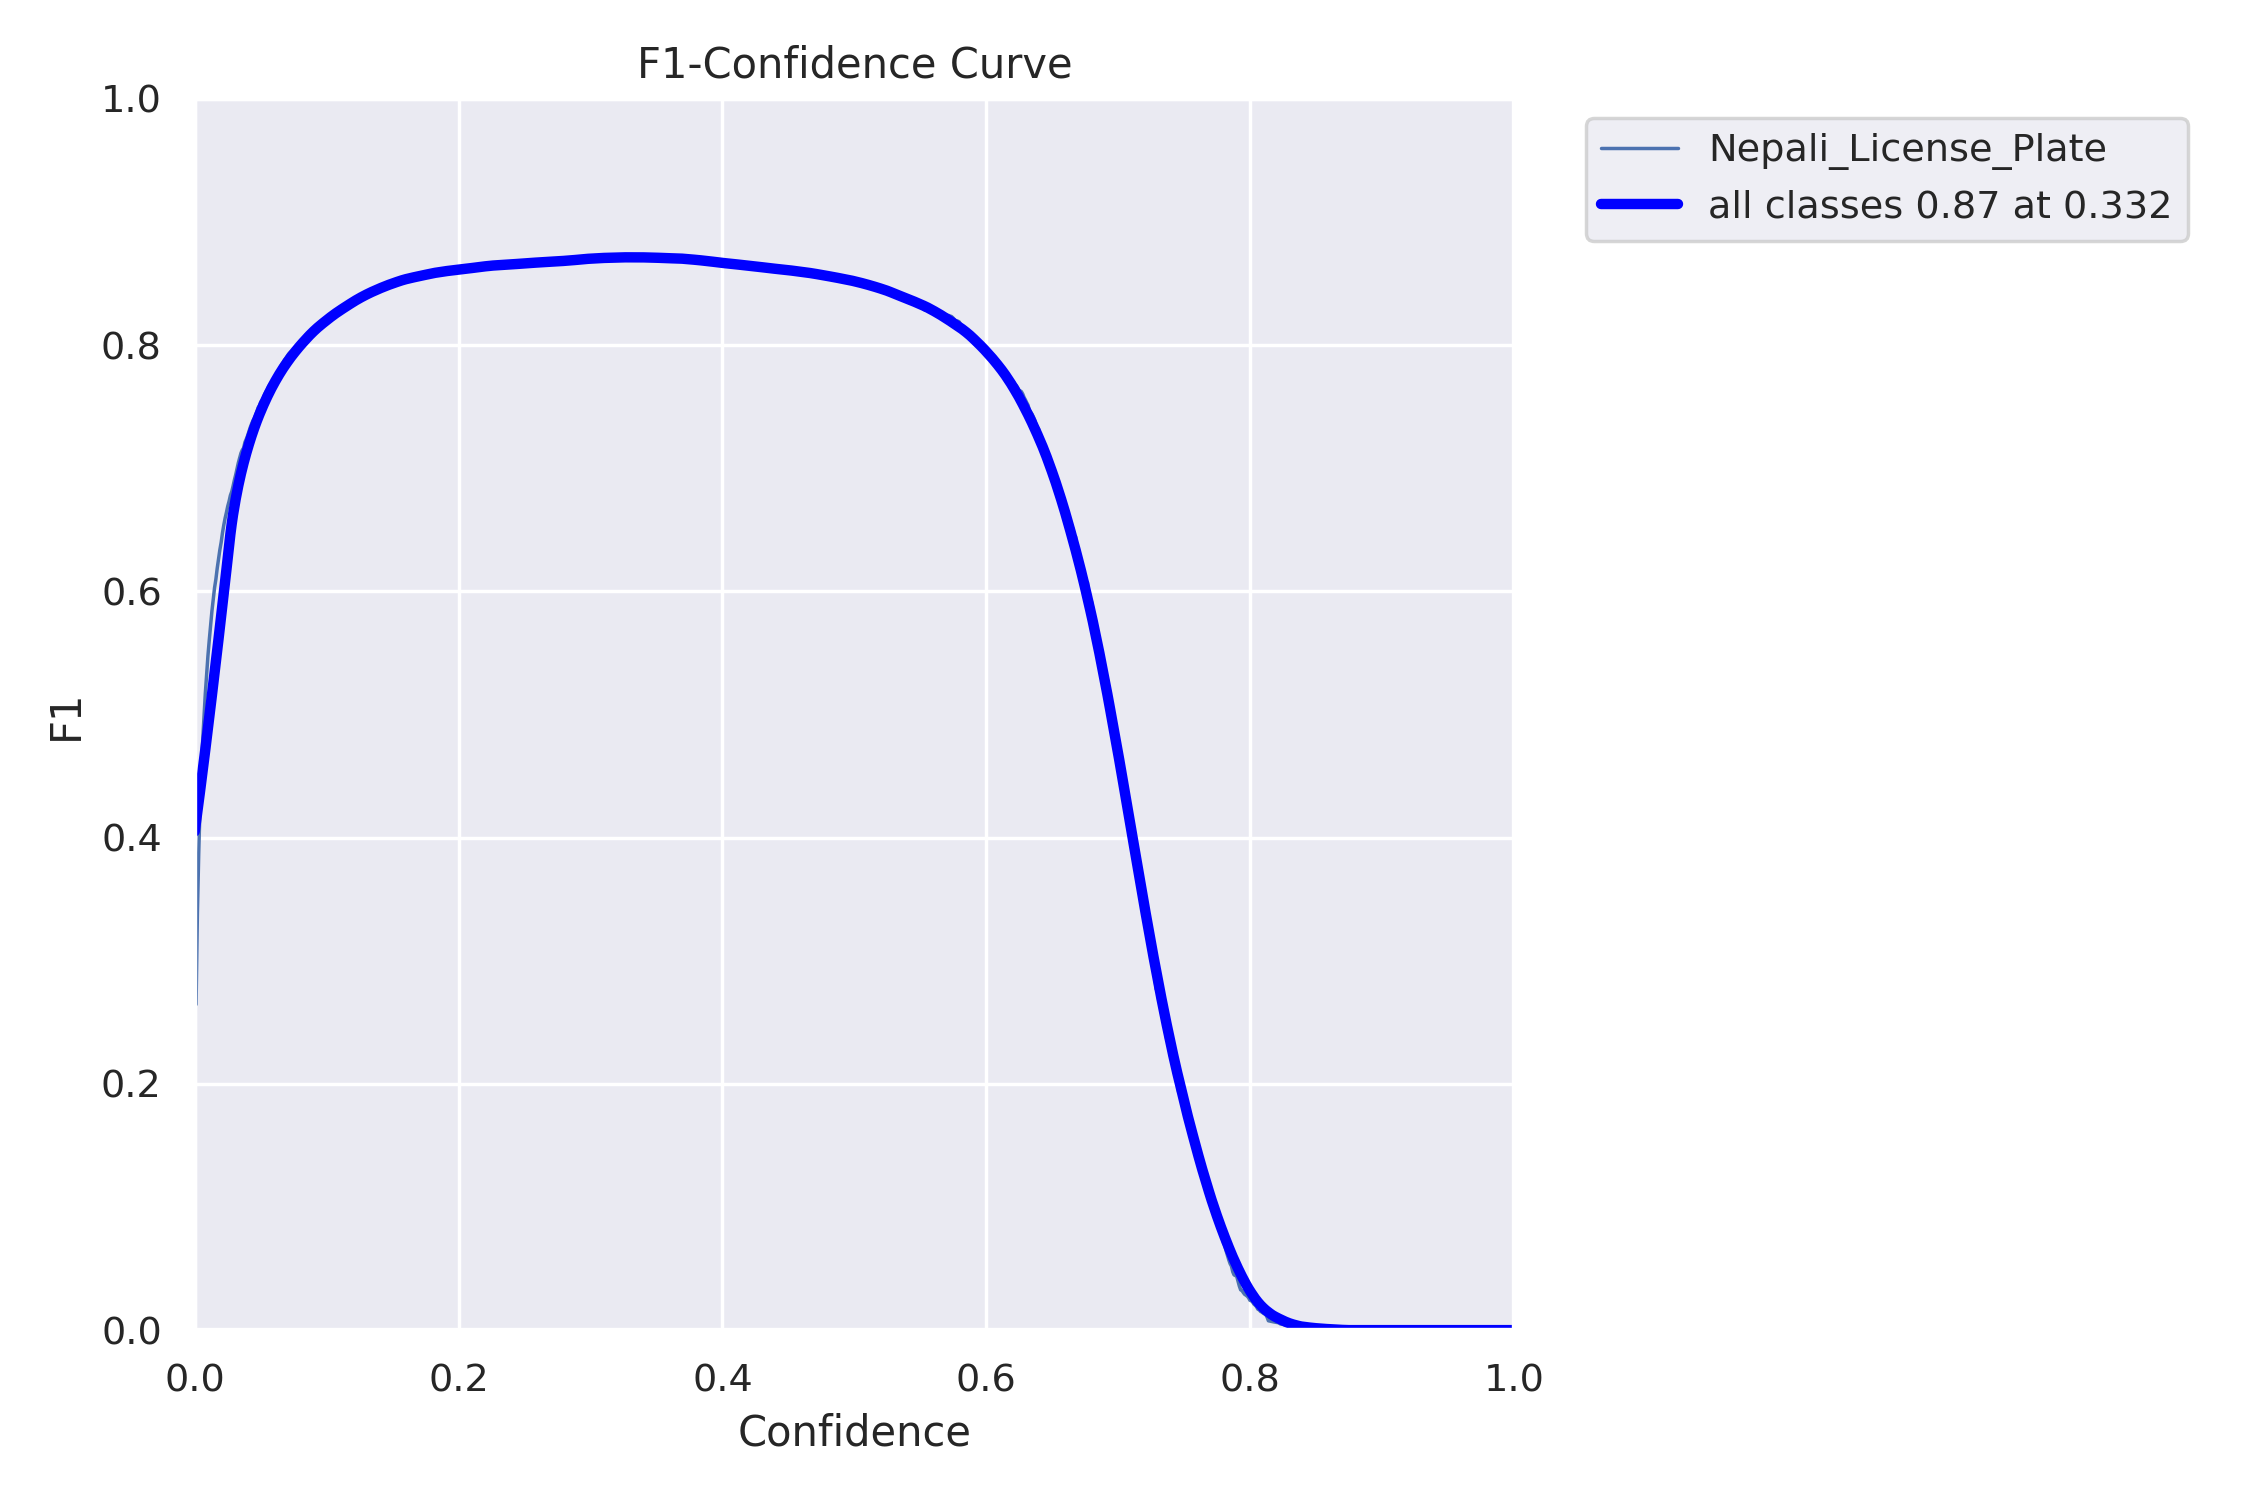 F1-Confidence Curve
1.0
0.8
0.6
0.4
0.2
0.0
F1
0.0 0.2 0.4 0.6 0.8 1.0
Confidence
Nepali_License_Plate
all classes 0.87 at 0.332